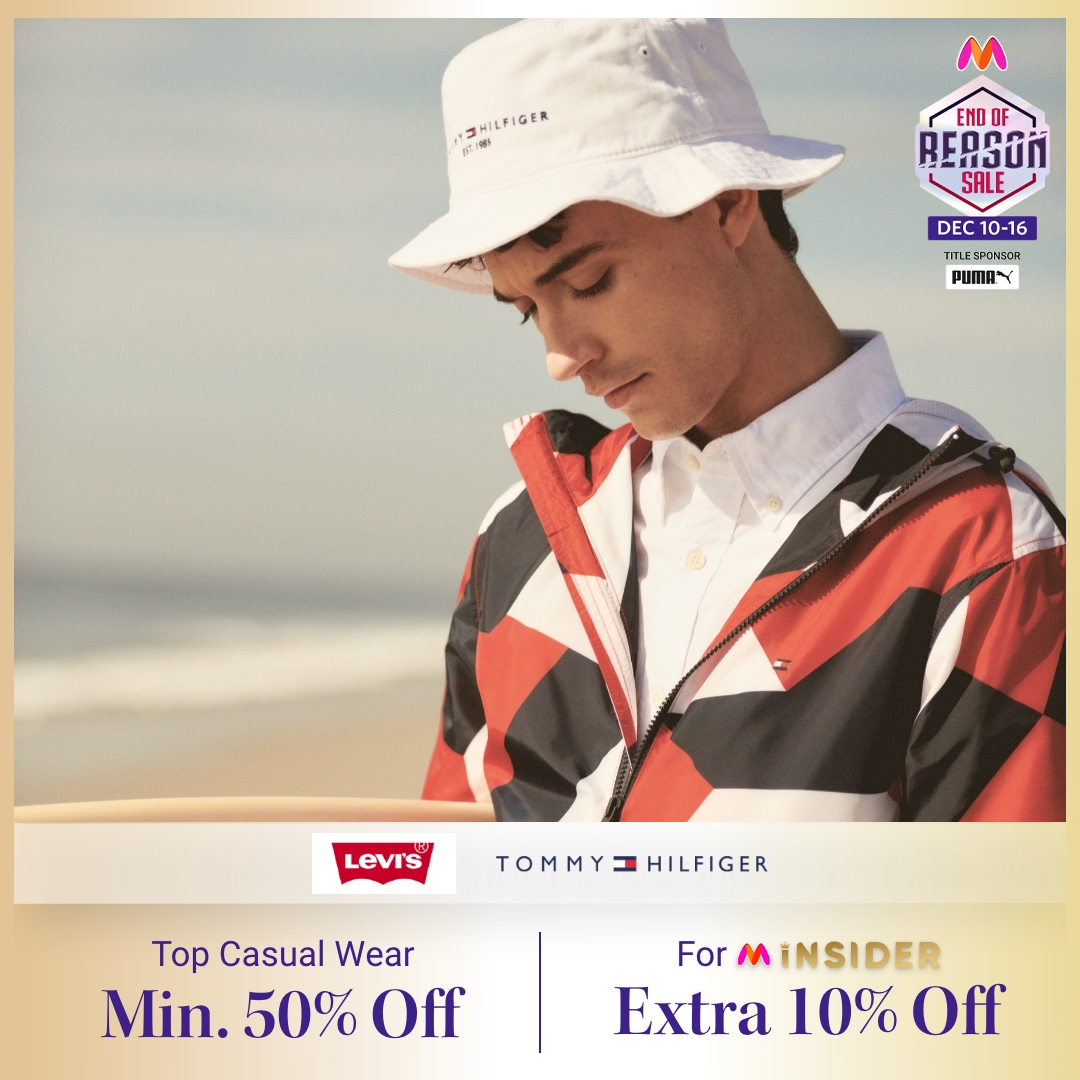 HILFIGER
EST. 1985
END OF
REASON
SALE
DEC 10-16
TITLE SPONSOR
PUMA
Levi's ®
TOMMY HILFIGER
Top Casual Wear
Min. 50% Off
For INSIDER
Extra 10% Off